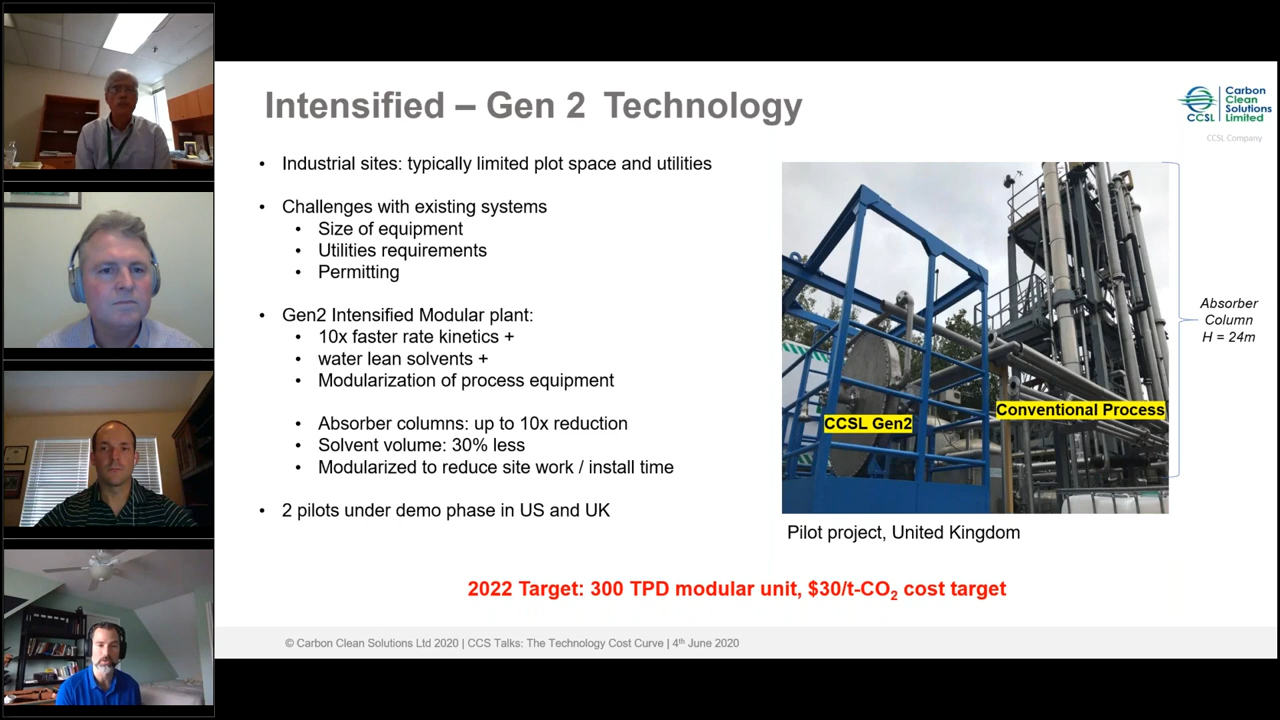 Intensified – Gen 2 Technology
Carbon
Clean
Solutions
Limited
CCSL
CCSL Company
• Industrial sites: typically limited plot space and utilities
• Challenges with existing systems
• Size of equipment
• Utilities requirements
• Permitting
• Gen2 Intensified Modular plant:
• 10x faster rate kinetics +
• water lean solvents +
• Modularization of process equipment
• Absorber columns: up to 10x reduction
• Solvent volume: 30% less
• Modularized to reduce site work / install time
• 2 pilots under demo phase in US and UK
CCSL Gen2
Conventional Process
Absorber
Column
H = 24m
Pilot project, United Kingdom
2022 Target: 300 TPD modular unit, $30/t-CO₂ cost target
© Carbon Clean Solutions Ltd 2020 | CCS Talks: The Technology Cost Curve | 4th June 2020